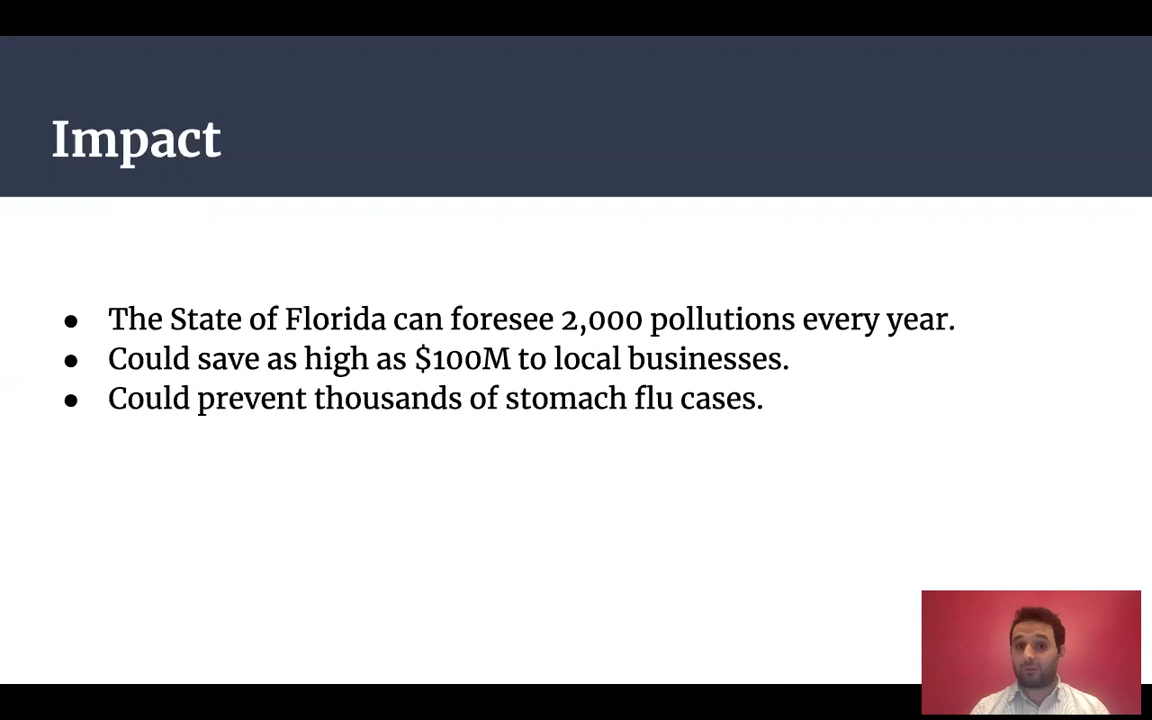 Impact
● The State of Florida can foresee 2,000 pollutions every year.
● Could save as high as $100M to local businesses.
● Could prevent thousands of stomach flu cases.